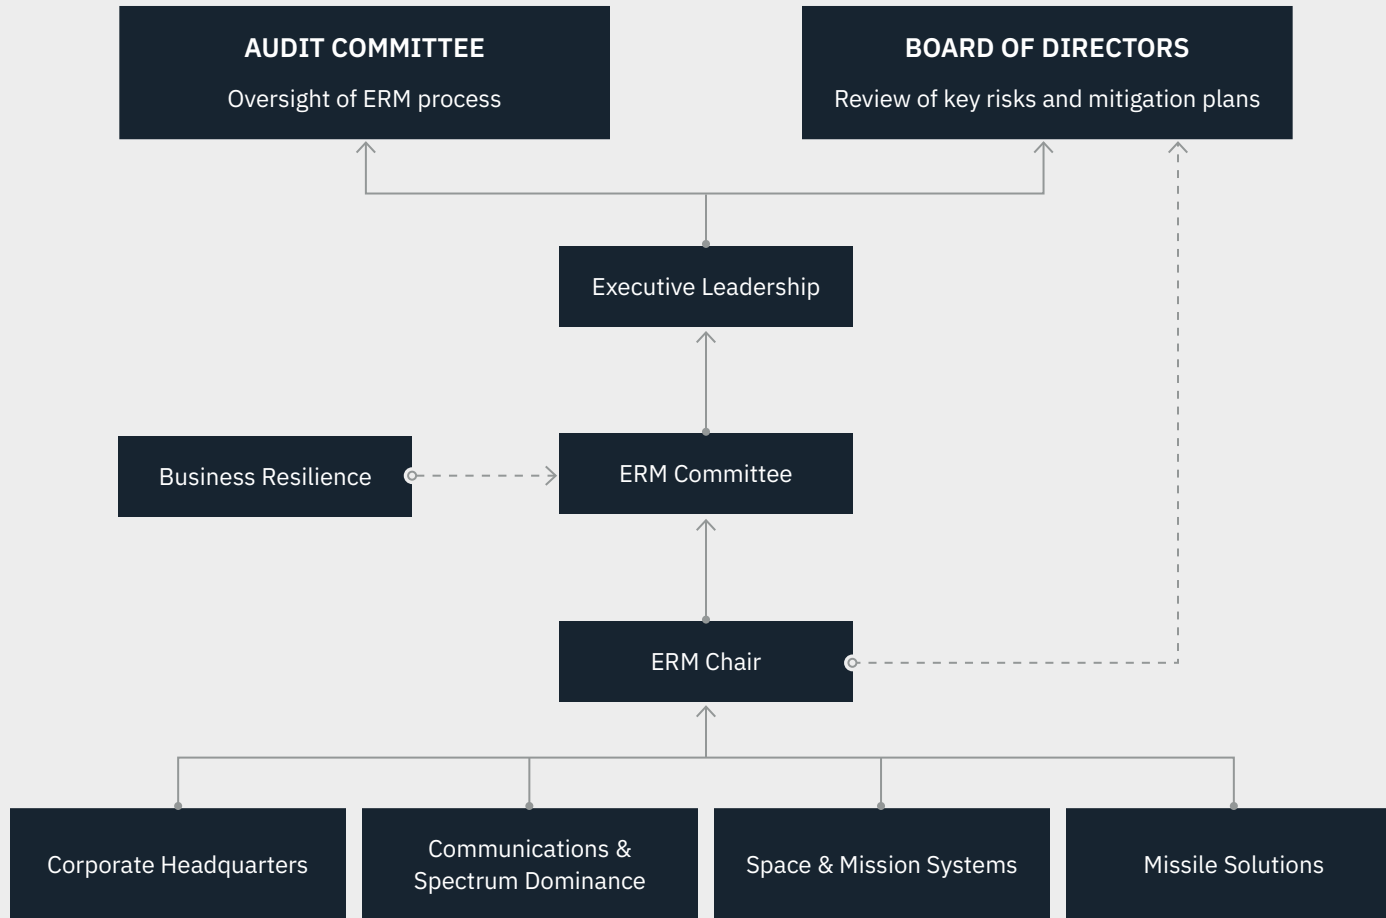 AUDIT COMMITTEE
Oversight of ERM process
BOARD OF DIRECTORS
Review of key risks and mitigation plans
Executive Leadership
Business Resilience
ERM Committee
ERM Chair
Corporate Headquarters
Communications &
Spectrum Dominance
Space & Mission Systems
Missile Solutions